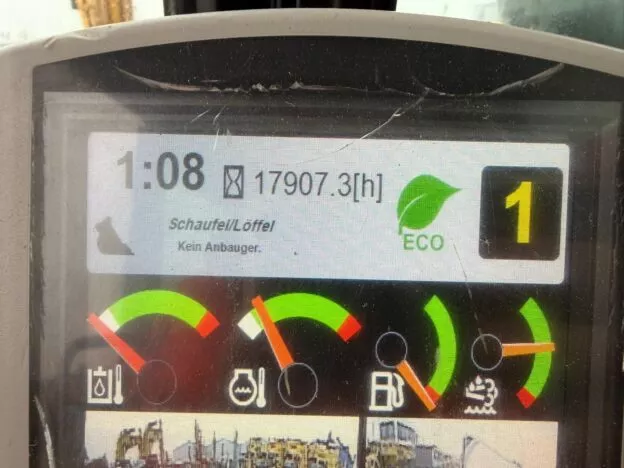 1:08 17907.3[h]
ECO
1
Schaufel/Löffel
Kein Anbauger.